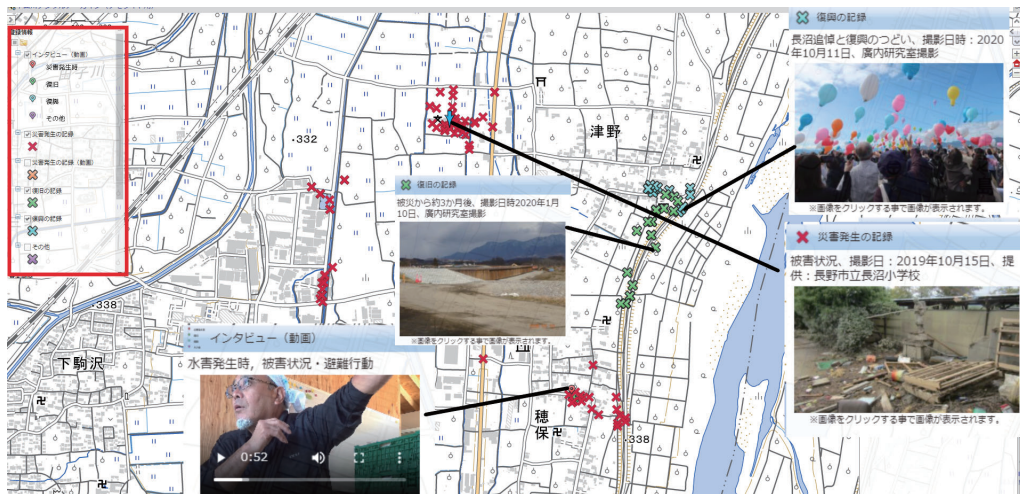 インタビュー（動画）
災害発生時
復旧
復興
その他
災害発生の記録
災害発生の記録（動画）
復旧の記録
復興の記録
その他
復興の記録
長沼追悼と復興のつどい、撮影日時：2020
年10月11日、廣内研究室撮影
※画像をクリックする事で画像が表示されます。
・332
津野
復旧の記録
被災から約3か月後、撮影日時2020年1月
10日、廣内研究室撮影
※画像をクリックする事で画像が表示されます。
災害発生の記録
被害状況、撮影日：2019年10月15日、提
供：長野市立長沼小学校
※画像をクリックする事で画像が表示されます。
・338
下駒沢
インタビュー（動画）
水害発生時，被害状況・避難行動
0:52
穂保
・338